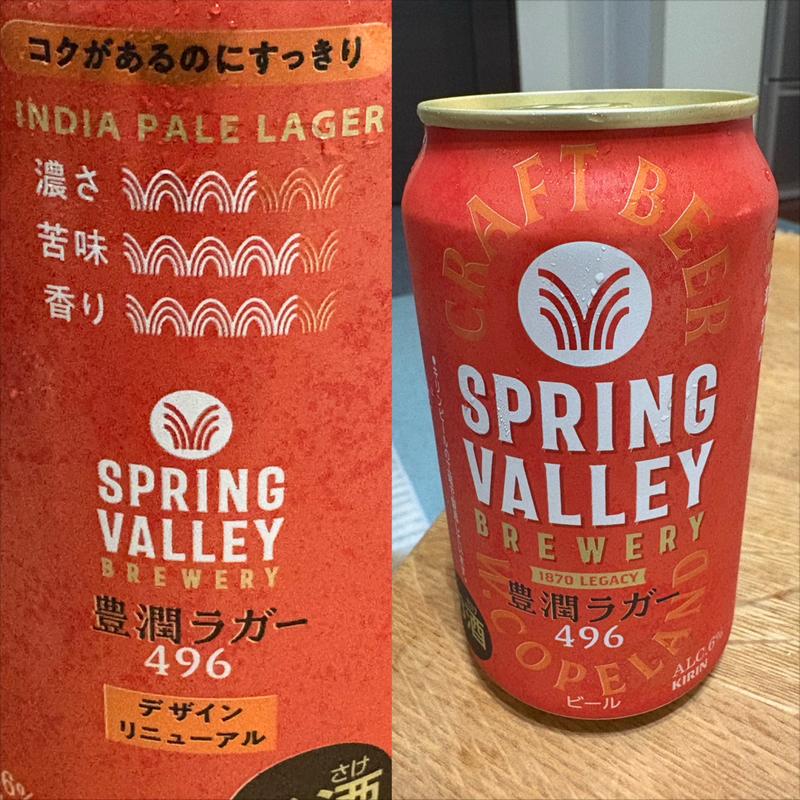 コクがあるのにすっきり
INDIA PALE LAGER
濃さ
苦味
香り
SPRING
VALLEY
BREWERY
豊潤ラガー
496
デザイン
リニューアル
さけ
酒
6%
CRAFT BEER
SPRING
VALLEY
BREWERY
1870 LEGACY
豊潤ラガー
496
W. COPELAND
酒
ALC.6%
KIRIN
ビール